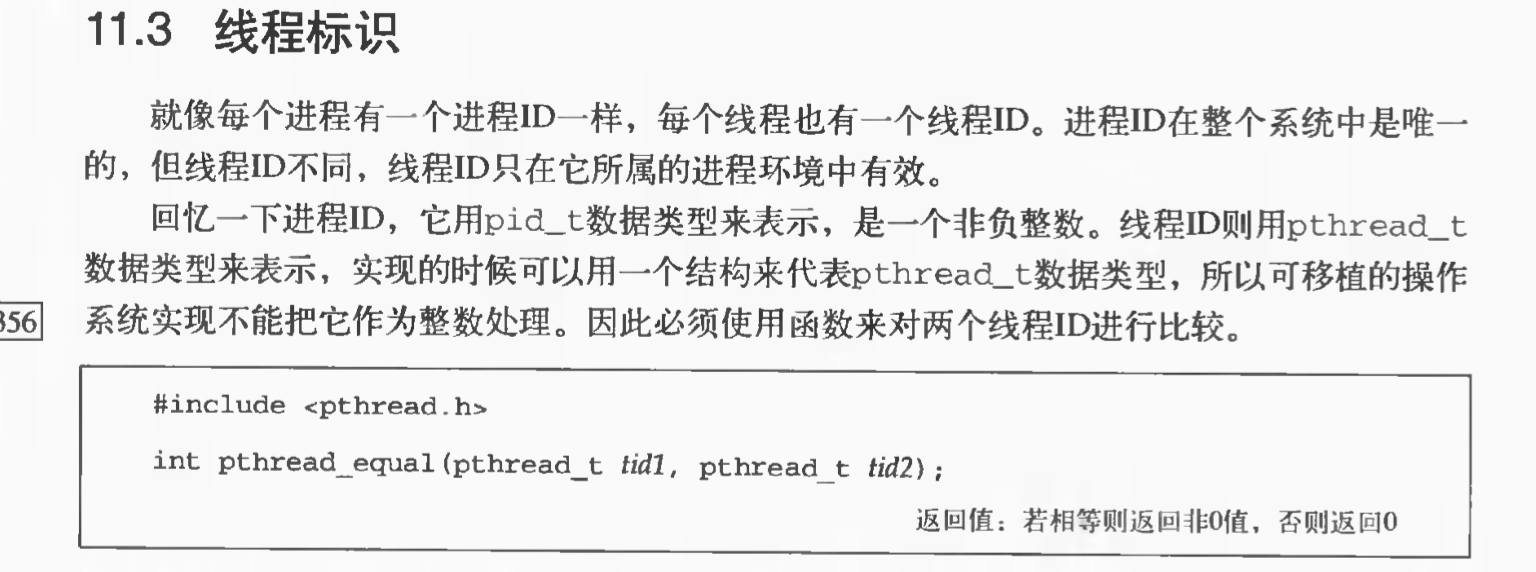 11.3 线程标识
就像每个进程有一个进程ID一样，每个线程也有一个线程ID。进程ID在整个系统中是唯一
的，但线程ID不同，线程ID只在它所属的进程环境中有效。
回忆一下进程ID，它用pid_t数据类型来表示，是一个非负整数。线程ID则用pthread_t
数据类型来表示，实现的时候可以用一个结构来代表pthread_t数据类型，所以可移植的操作
356
系统实现不能把它作为整数处理。因此必须使用函数来对两个线程ID进行比较。
#include <pthread.h>
int pthread_equal(pthread_t tid1, pthread_t tid2);
返回值：若相等则返回非0值，否则返回0